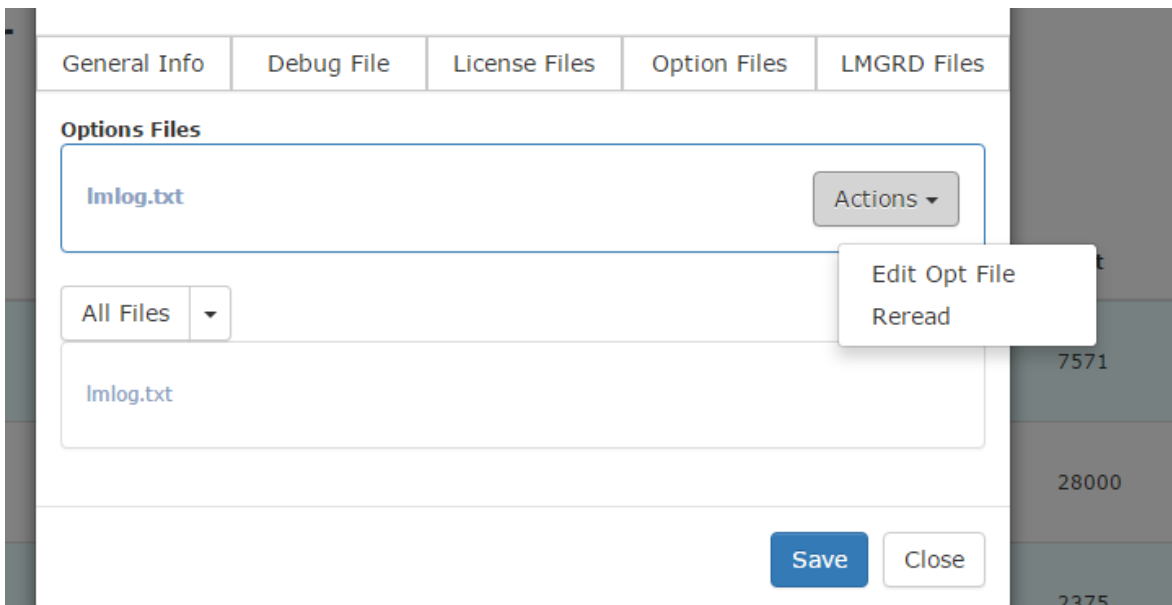 General Info Debug File License Files Option Files LMGRD Files
Options Files
lmlog.txt
Actions
Edit Opt File
Reread
All Files
lmlog.txt
7571
28000
2375
Save Close